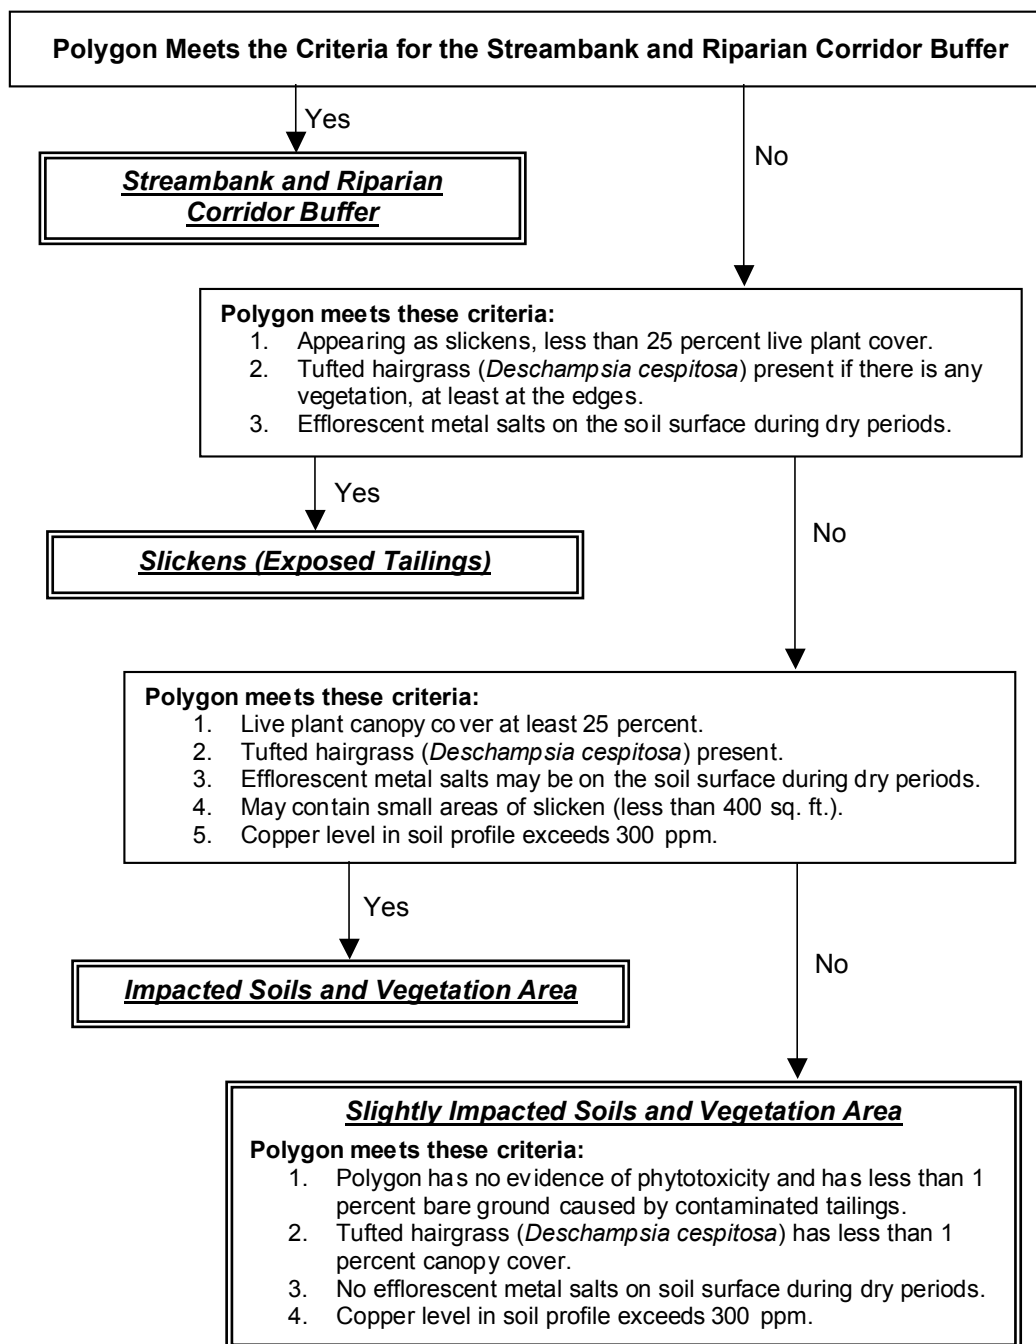 Polygon Meets the Criteria for the Streambank and Riparian Corridor Buffer
Yes
No
Streambank and Riparian
Corridor Buffer
Polygon meets these criteria:
1. Appearing as slickens, less than 25 percent live plant cover.
2. Tufted hairgrass (Deschampsia cespitosa) present if there is any
vegetation, at least at the edges.
3. Efflorescent metal salts on the soil surface during dry periods.
Yes
No
Slickens (Exposed Tailings)
Polygon meets these criteria:
1. Live plant canopy cover at least 25 percent.
2. Tufted hairgrass (Deschampsia cespitosa) present.
3. Efflorescent metal salts may be on the soil surface during dry periods.
4. May contain small areas of slicken (less than 400 sq. ft.).
5. Copper level in soil profile exceeds 300 ppm.
Yes
No
Impacted Soils and Vegetation Area
Slightly Impacted Soils and Vegetation Area
Polygon meets these criteria:
1. Polygon has no evidence of phytotoxicity and has less than 1
percent bare ground caused by contaminated tailings.
2. Tufted hairgrass (Deschampsia cespitosa) has less than 1
percent canopy cover.
3. No efflorescent metal salts on soil surface during dry periods.
4. Copper level in soil profile exceeds 300 ppm.